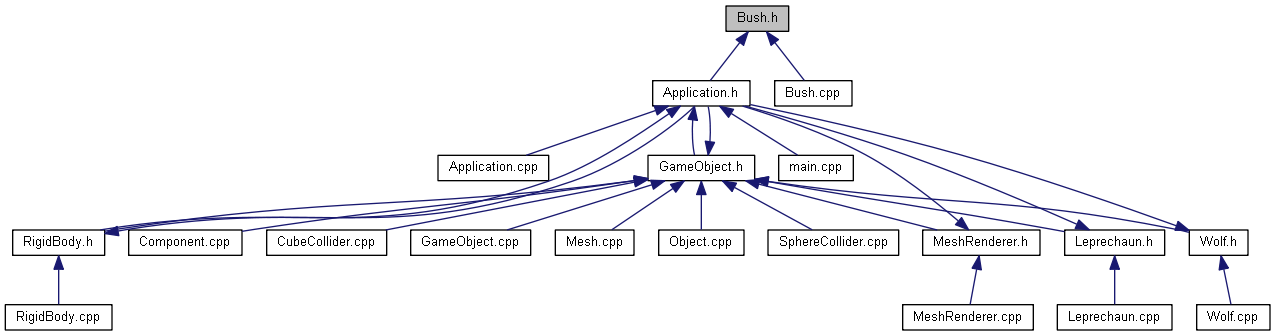 Bush.h
Application.h
Bush.cpp
Application.cpp
GameObject.h
main.cpp
RigidBody.h
Component.cpp
CubeCollider.cpp
GameObject.cpp
Mesh.cpp
Object.cpp
SphereCollider.cpp
MeshRenderer.h
Leprechaun.h
Wolf.h
RigidBody.cpp
MeshRenderer.cpp
Leprechaun.cpp
Wolf.cpp